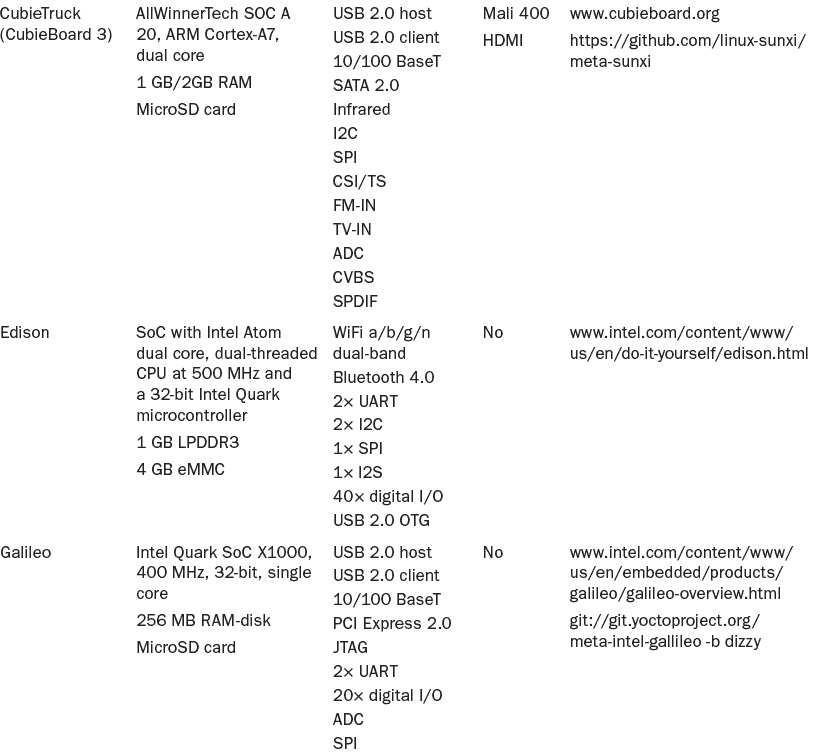 CubieTruck
(CubieBoard 3)
AllWinnerTech SOC A
20, ARM Cortex-A7,
dual core
1 GB/2GB RAM
MicroSD card
USB 2.0 host
USB 2.0 client
10/100 BaseT
SATA 2.0
Infrared
I2C
SPI
CSI/TS
FM-IN
TV-IN
ADC
CVBS
SPDIF
Mali 400
HDMI
www.cubieboard.org
https://github.com/linux-sunxi/
meta-sunxi
Edison
SoC with Intel Atom
dual core, dual-threaded
CPU at 500 MHz and
a 32-bit Intel Quark
microcontroller
1 GB LPDDR3
4 GB eMMC
WiFi a/b/g/n
dual-band
Bluetooth 4.0
2× UART
2× I2C
1× SPI
1× I2S
40× digital I/O
USB 2.0 OTG
No
www.intel.com/content/www/
us/en/do-it-yourself/edison.html
Galileo
Intel Quark SoC X1000,
400 MHz, 32-bit, single
core
256 MB RAM-disk
MicroSD card
USB 2.0 host
USB 2.0 client
10/100 BaseT
PCI Express 2.0
JTAG
2× UART
20× digital I/O
ADC
SPI
No
www.intel.com/content/www/
us/en/embedded/products/
galileo/galileo-overview.html
git://git.yoctoproject.org/
meta-intel-gallileo -b dizzy